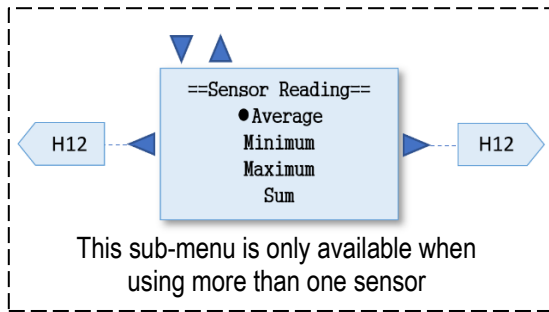 ==Sensor Reading==
●Average
Minimum
Maximum
Sum
H12
H12
This sub-menu is only available when
using more than one sensor